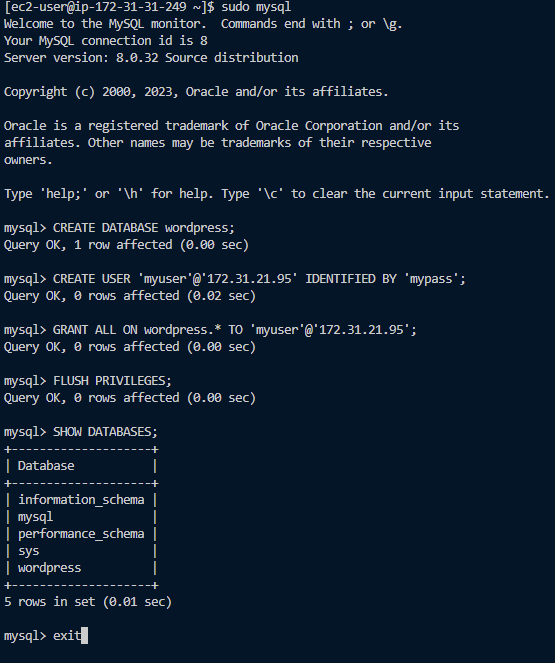 [ec2-user@ip-172-31-31-249 ~]$ sudo mysql
Welcome to the MySQL monitor.  Commands end with ; or \g.
Your MySQL connection id is 8
Server version: 8.0.32 Source distribution

Copyright (c) 2000, 2023, Oracle and/or its affiliates.

Oracle is a registered trademark of Oracle Corporation and/or its
affiliates. Other names may be trademarks of their respective
owners.

Type 'help;' or '\h' for help. Type '\c' to clear the current input statement.

mysql> CREATE DATABASE wordpress;
Query OK, 1 row affected (0.00 sec)

mysql> CREATE USER 'myuser'@'172.31.21.95' IDENTIFIED BY 'mypass';
Query OK, 0 rows affected (0.02 sec)

mysql> GRANT ALL ON wordpress.* TO 'myuser'@'172.31.21.95';
Query OK, 0 rows affected (0.00 sec)

mysql> FLUSH PRIVILEGES;
Query OK, 0 rows affected (0.00 sec)

mysql> SHOW DATABASES;
+--------------------+
| Database           |
+--------------------+
| information_schema |
| mysql              |
| performance_schema |
| sys                |
| wordpress          |
+--------------------+
5 rows in set (0.01 sec)

mysql> exit